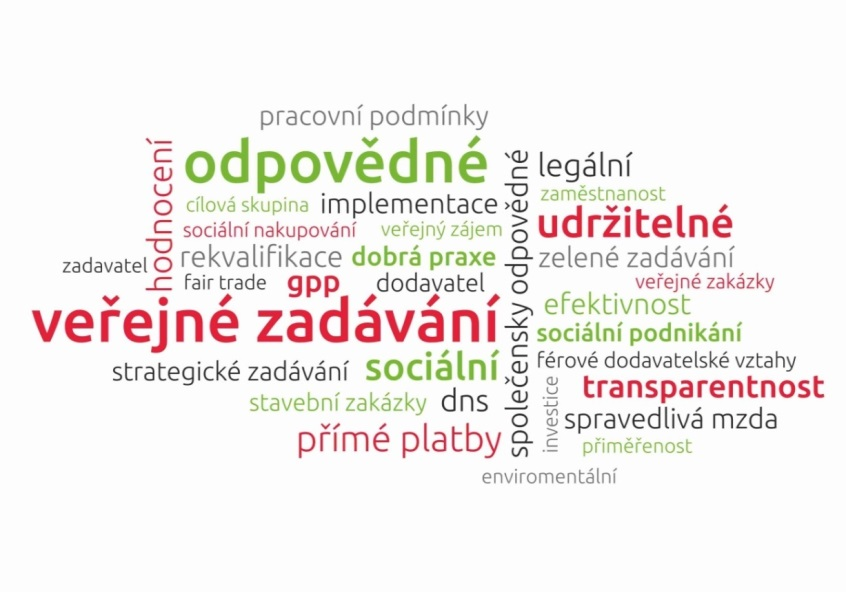 pracovní podmínky
hodnocení
odpovědné
cílová skupina
implementace
sociální nakupování
veřejný zájem
zadavatel
rekvalifikace
dobrá praxe
fair trade
gpp
dodavatel
veřejné zadávání
strategické zadávání
sociální
stavební zakázky
dns
přímé platby
společensky odpovědné
legální
zaměstnanost
udržitelné
zelené zadávání
veřejné zakázky
efektivnost
sociální podnikání
férové dodavatelské vztahy
investice
transparentnost
spravedlivá mzda
přiměřenost
enviromentální